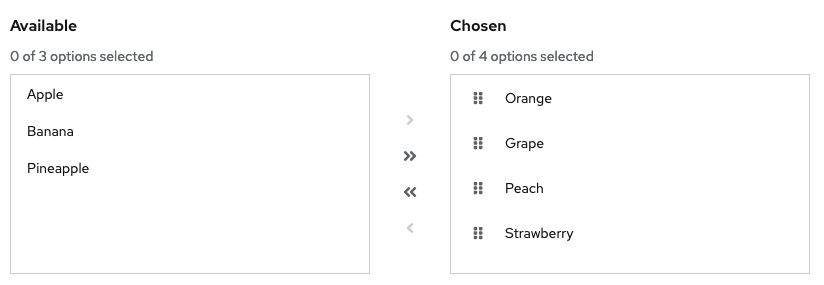 Available
0 of 3 options selected
Apple
Banana
Pineapple
Chosen
0 of 4 options selected
Orange
Grape
Peach
Strawberry